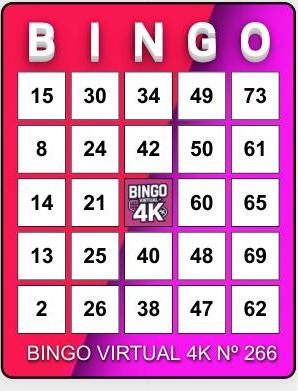 B I N G O
15 30 34 49 73
8 24 42 50 61
14 21 BINGO VIRTUAL 4K 60 65
13 25 40 48 69
2 26 38 47 62
BINGO VIRTUAL 4K Nº 266